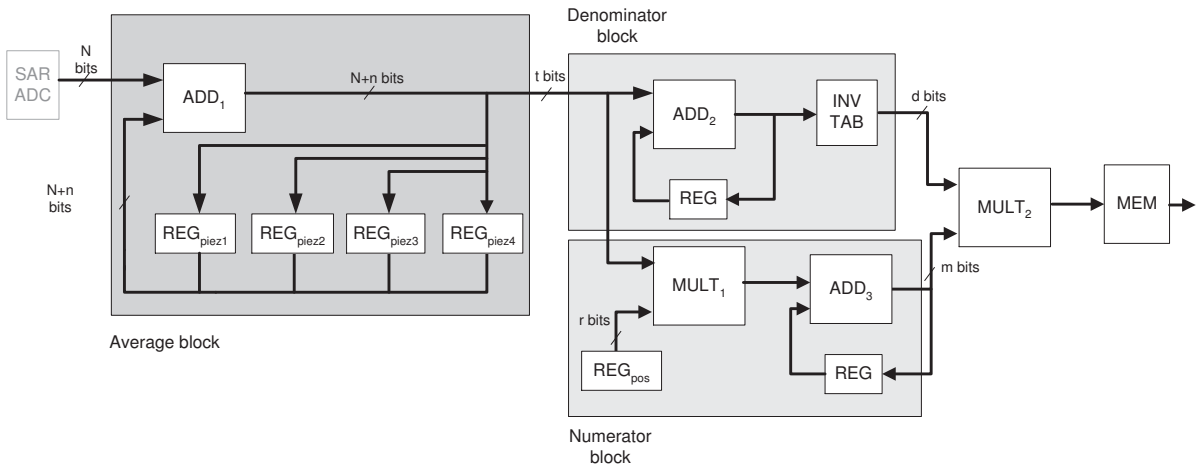 Denominator
block
N
bits
SAR
ADC
ADD1
N+n bits
t bits
ADD2
INV
TAB
d bits
N+n
bits
REG
MULT2
MEM
REGpiez1
REGpiez2
REGpiez3
REGpiez4
MULT1
ADD3
m bits
r bits
REGpos
REG
Average block
Numerator
block